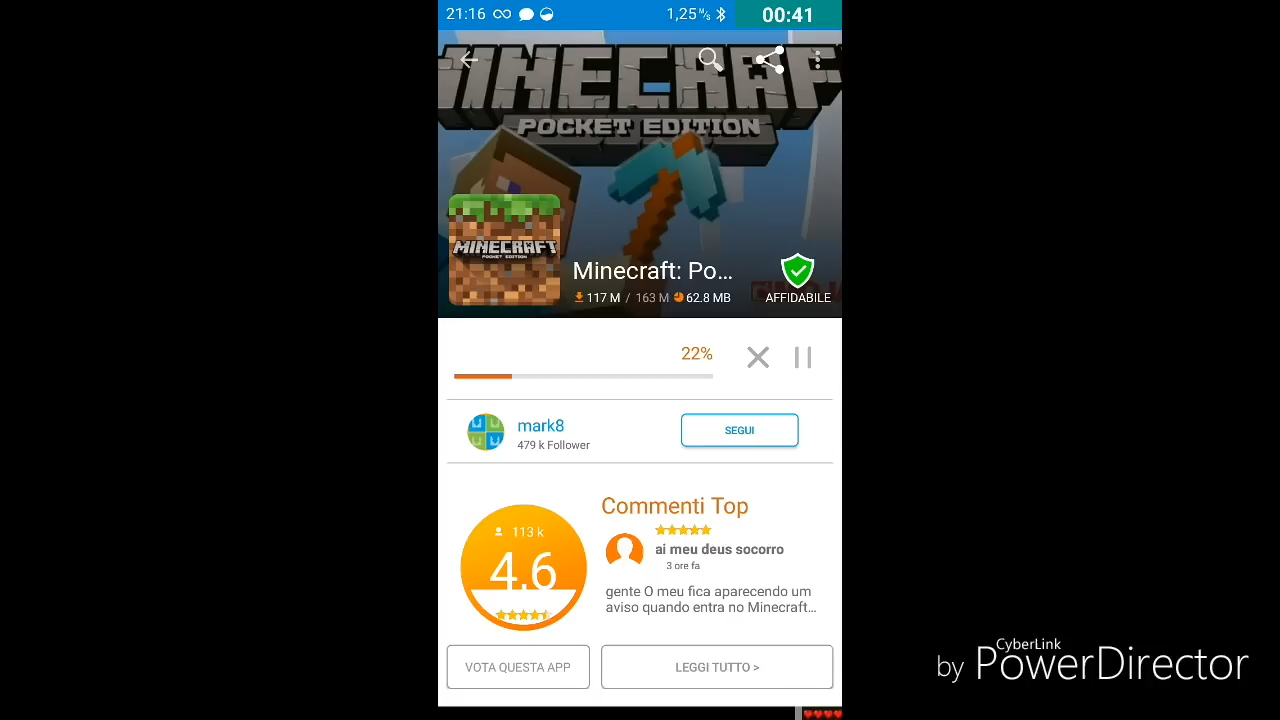 21:16
1,25 M/s
00:41
MINECRAFT
POCKET EDITION
MINECRAFT
POCKET EDITION
Minecraft: Po...
117 M / 163 M 62.8 MB
AFFIDABILE
22%
mark8
479 k Follower
SEGUI
113 k
4.6
Commenti Top
ai meu deus socorro
3 ore fa
gente O meu fica aparecendo um
aviso quando entra no Minecraft...
VOTA QUESTA APP
LEGGI TUTTO >
by CyberLink
PowerDirector